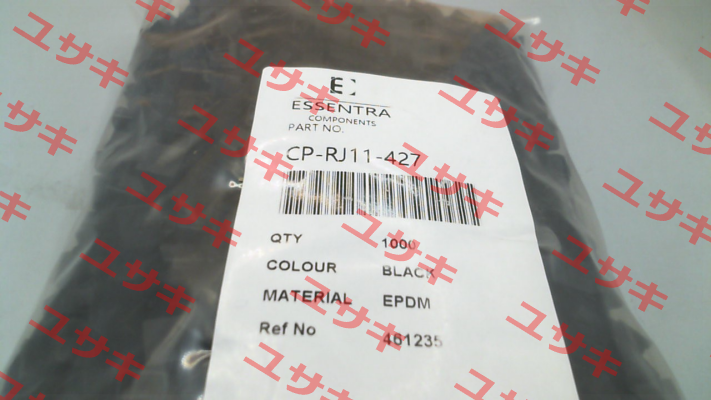 ESSENTRA
COMPONENTS
PART NO.
CP-RJ11-427
QTY 1000
COLOUR BLACK
MATERIAL EPDM
Ref No 461235
ユサキ